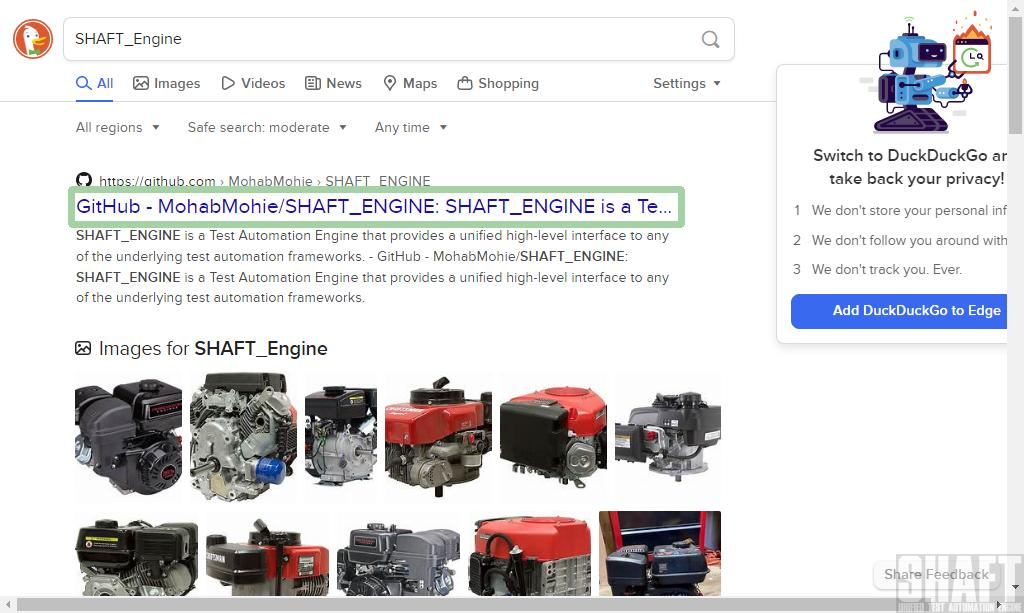 SHAFT_Engine
All Images Videos News Maps Shopping Settings
All regions Safe search: moderate Any time
https://github.com › MohabMohie › SHAFT_ENGINE
GitHub - MohabMohie/SHAFT_ENGINE: SHAFT_ENGINE is a Te...
SHAFT_ENGINE is a Test Automation Engine that provides a unified high-level interface to any
of the underlying test automation frameworks. - GitHub - MohabMohie/SHAFT_ENGINE:
SHAFT_ENGINE is a Test Automation Engine that provides a unified high-level interface to any
of the underlying test automation frameworks.
Images for SHAFT_Engine
Switch to DuckDuckGo an
take back your privacy!
1 We don't store your personal inf
2 We don't follow you around with
3 We don't track you. Ever.
Add DuckDuckGo to Edge
Share Feedback
SHAFT